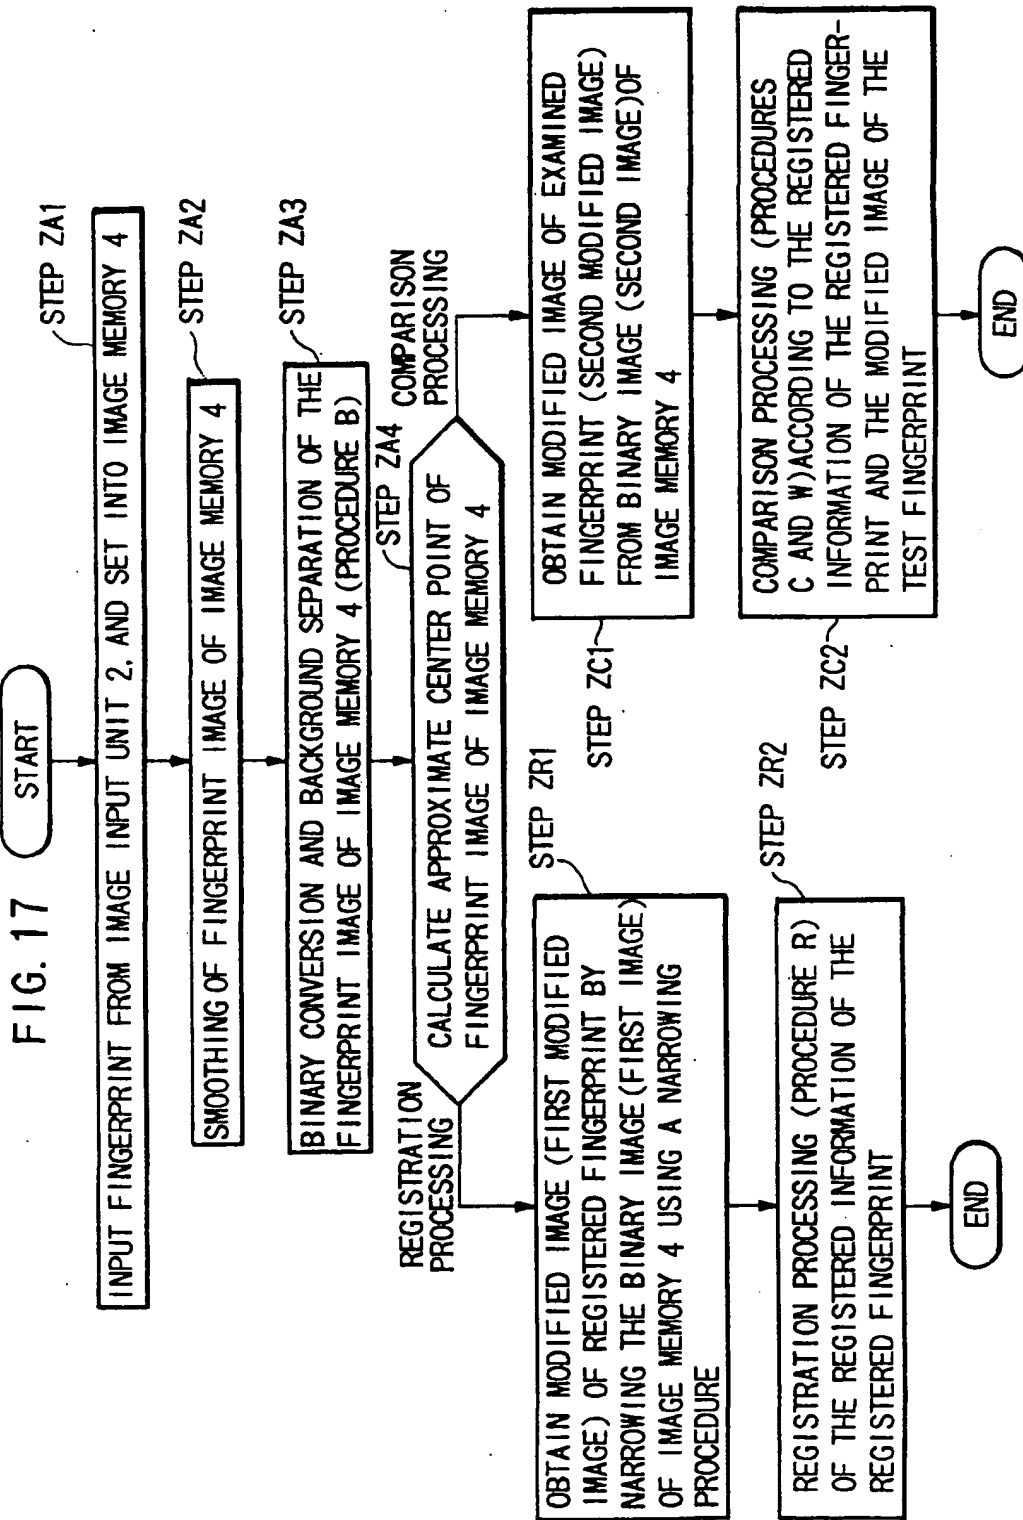 FIG. 17
START
STEP ZA1
INPUT FINGERPRINT FROM IMAGE INPUT UNIT 2, AND SET INTO IMAGE MEMORY 4
STEP ZA2
SMOOTHING OF FINGERPRINT IMAGE OF IMAGE MEMORY 4
STEP ZA3
BINARY CONVERSION AND BACKGROUND SEPARATION OF THE
FINGERPRINT IMAGE OF IMAGE MEMORY 4 (PROCEDURE B)
STEP ZA4
CALCULATE APPROXIMATE CENTER POINT OF
FINGERPRINT IMAGE OF IMAGE MEMORY 4
REGISTRATION
PROCESSING
COMPARISON
PROCESSING
STEP ZR1
OBTAIN MODIFIED IMAGE (FIRST MODIFIED
IMAGE) OF REGISTERED FINGERPRINT BY
NARROWING THE BINARY IMAGE(FIRST IMAGE)
OF IMAGE MEMORY 4 USING A NARROWING
PROCEDURE
STEP ZR2
REGISTRATION PROCESSING (PROCEDURE R)
OF THE REGISTERED INFORMATION OF THE
REGISTERED FINGERPRINT
END
STEP ZC1
OBTAIN MODIFIED IMAGE OF EXAMINED
FINGERPRINT(SECOND MODIFIED IMAGE)
FROM BINARY IMAGE(SECOND IMAGE)OF
IMAGE MEMORY 4
STEP ZC2
COMPARISON PROCESSING (PROCEDURES
C AND W)ACCORDING TO THE REGISTERED
INFORMATION OF THE REGISTERED FINGER-
PRINT AND THE MODIFIED IMAGE OF THE
TEST FINGERPRINT
END